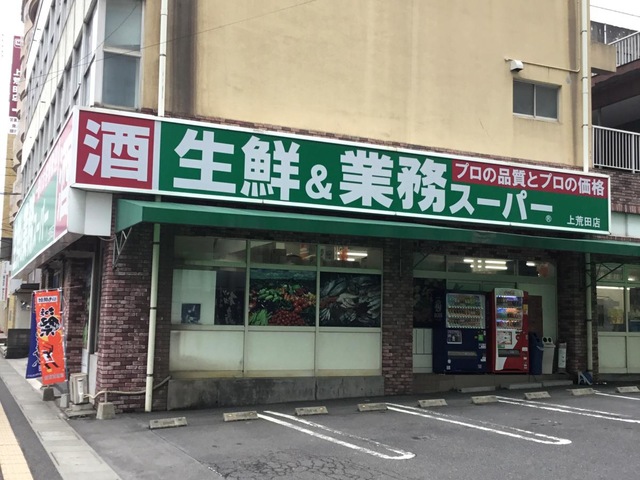 酒
生鮮&業務スーパー®
プロの品質とプロの価格
上荒田店